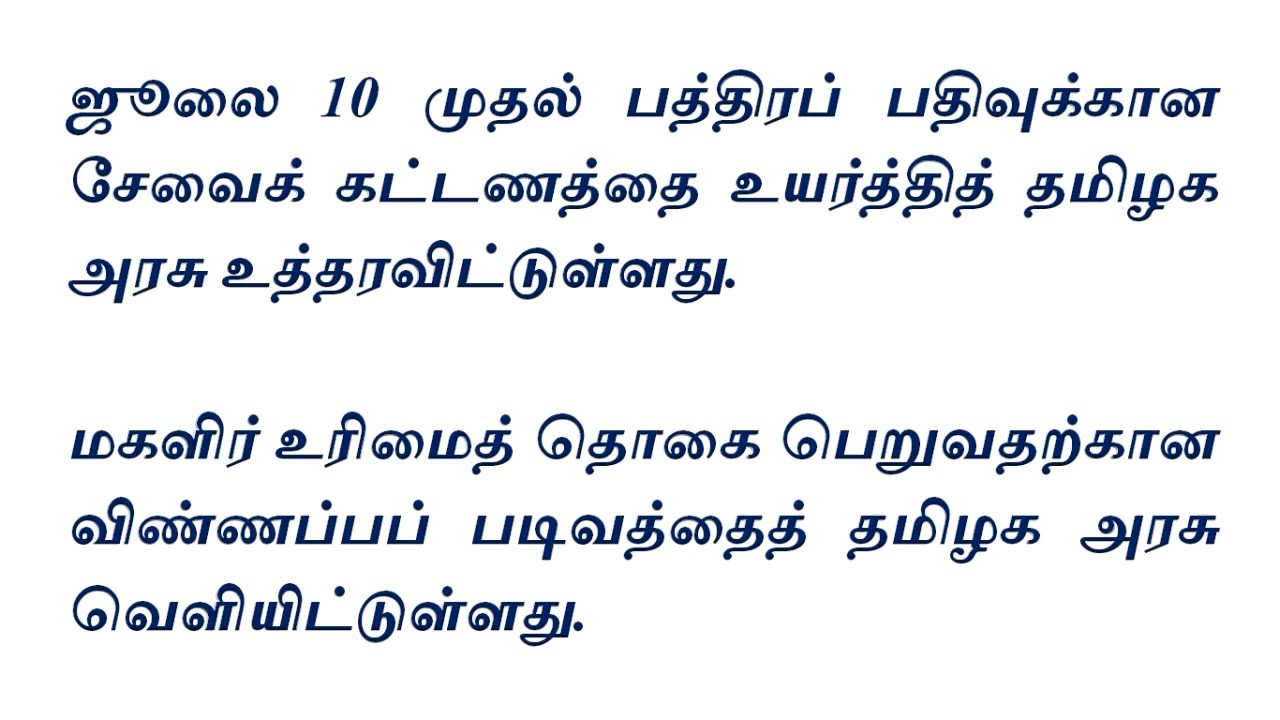 ஜூலை 10 முதல் பத்திரப் பதிவுக்கான
சேவைக் கட்டணத்தை உயர்த்தித் தமிழக
அரசு உத்தரவிட்டுள்ளது.
மகளிர் உரிமைத் தொகை பெறுவதற்கான
விண்ணப்பப் படிவத்தைத் தமிழக அரசு
வெளியிட்டுள்ளது.